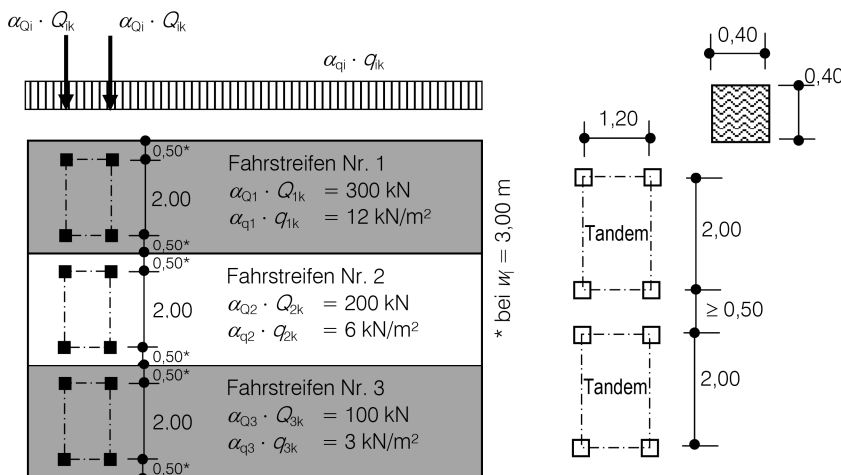 αQi · Qik αQi · Qik
αqi · qik
0,50*
2.00
0,50*
Fahrstreifen Nr. 1
αQ1 · Q1k = 300 kN
αq1 · q1k = 12 kN/m²
0,50*
2.00
0,50*
Fahrstreifen Nr. 2
αQ2 · Q2k = 200 kN
αq2 · q2k = 6 kN/m²
0,50*
2.00
0,50*
Fahrstreifen Nr. 3
αQ3 · Q3k = 100 kN
αq3 · q3k = 3 kN/m²
* bei wl = 3,00 m
0,40
0,40
1,20
Tandem
2,00
≥ 0,50
Tandem
2,00